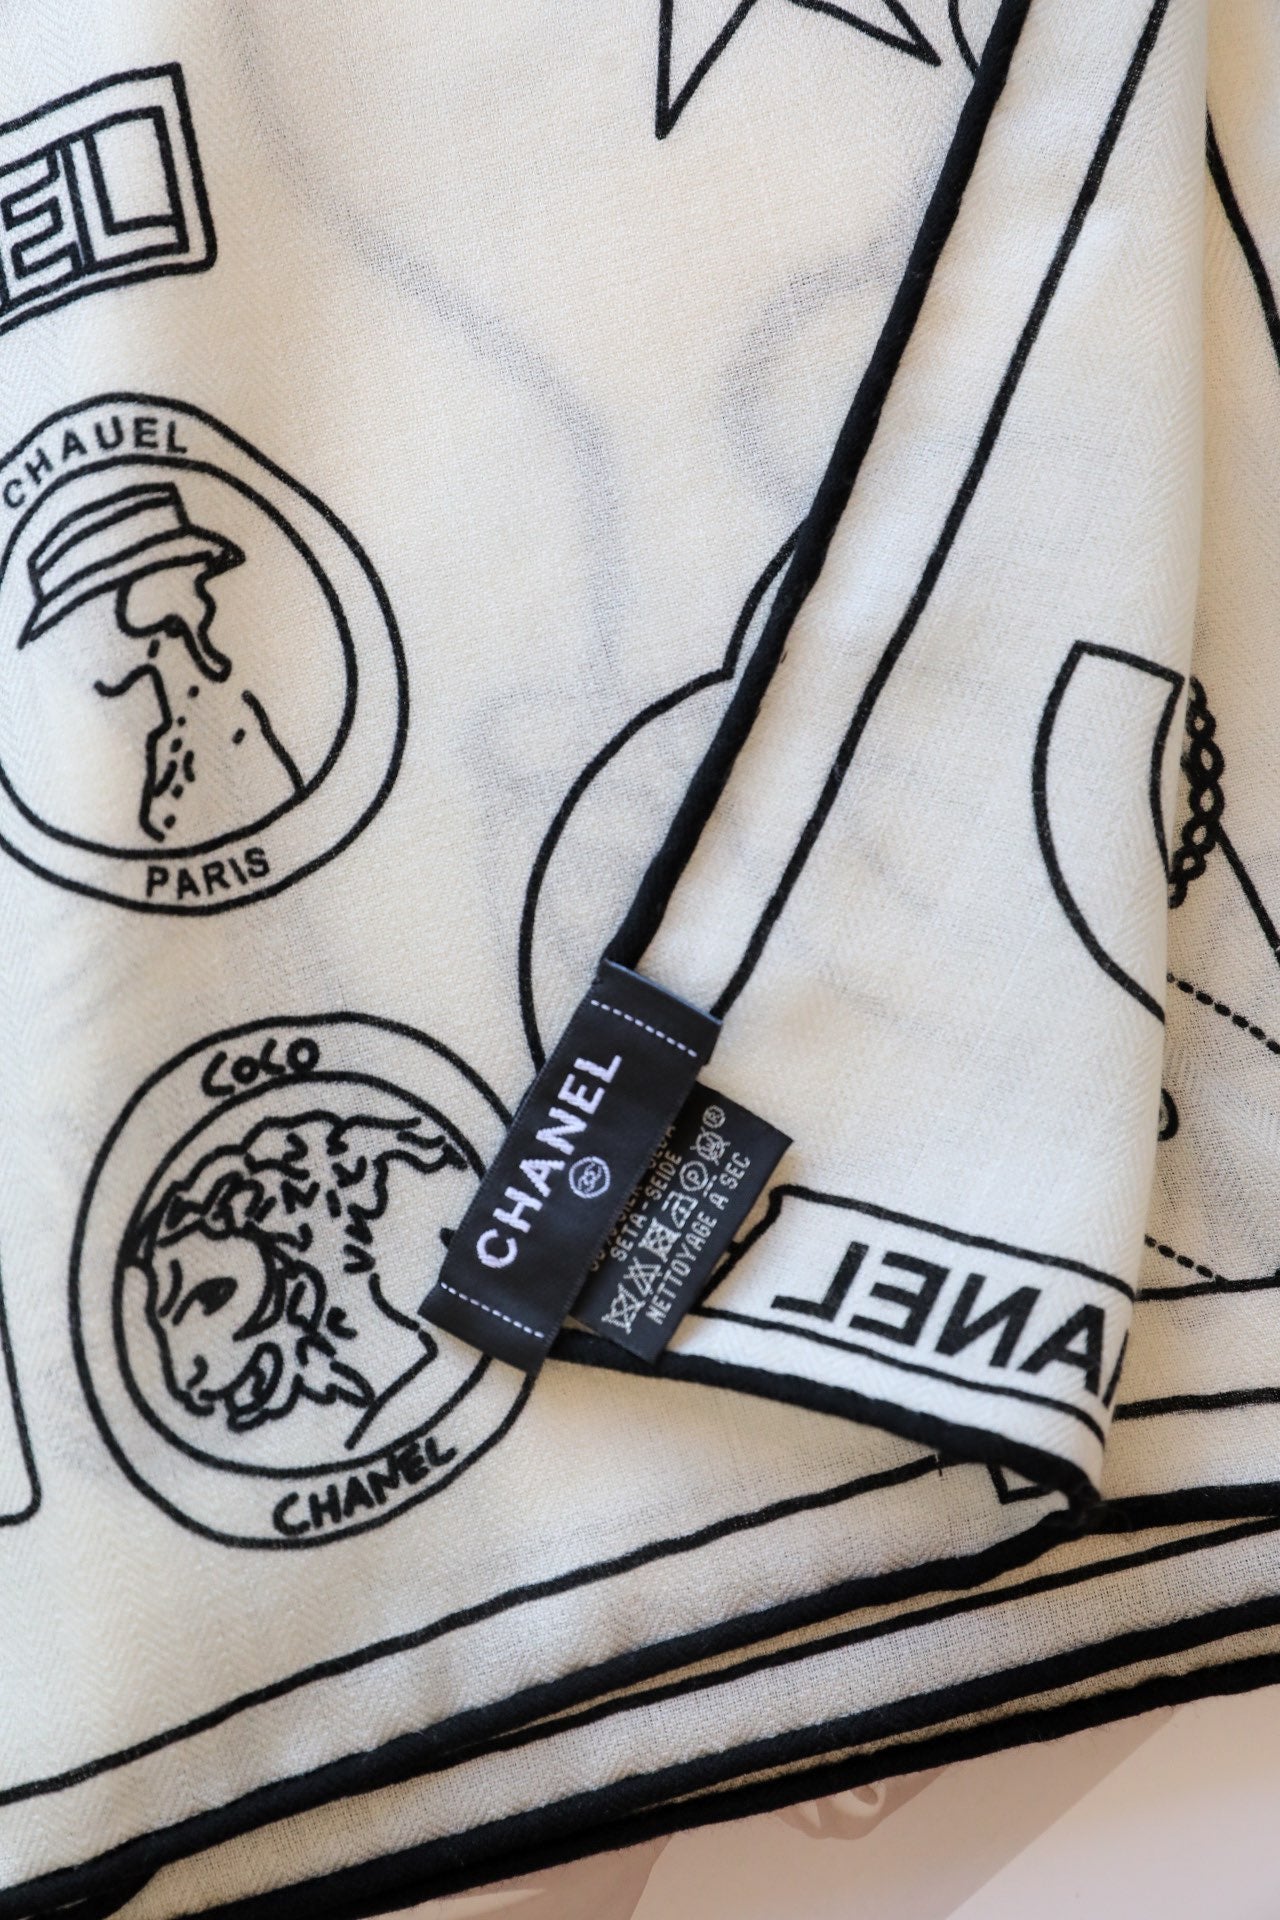 EL
CHAUEL
PARIS
COCO
CHANEL
CHANEL
SETA-SEIDE
NETTOYAGE A SEC
ANEL